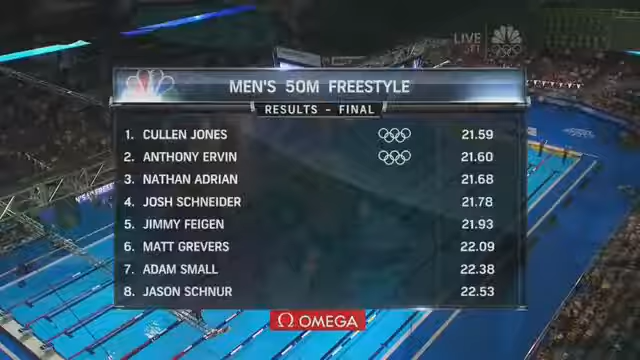 LIVE
MEN'S 50M FREESTYLE
RESULTS - FINAL
1. CULLEN JONES 21.59
2. ANTHONY ERVIN 21.60
3. NATHAN ADRIAN 21.68
4. JOSH SCHNEIDER 21.78
5. JIMMY FEIGEN 21.93
6. MATT GREVERS 22.09
7. ADAM SMALL 22.38
8. JASON SCHNUR 22.53
Ω OMEGA